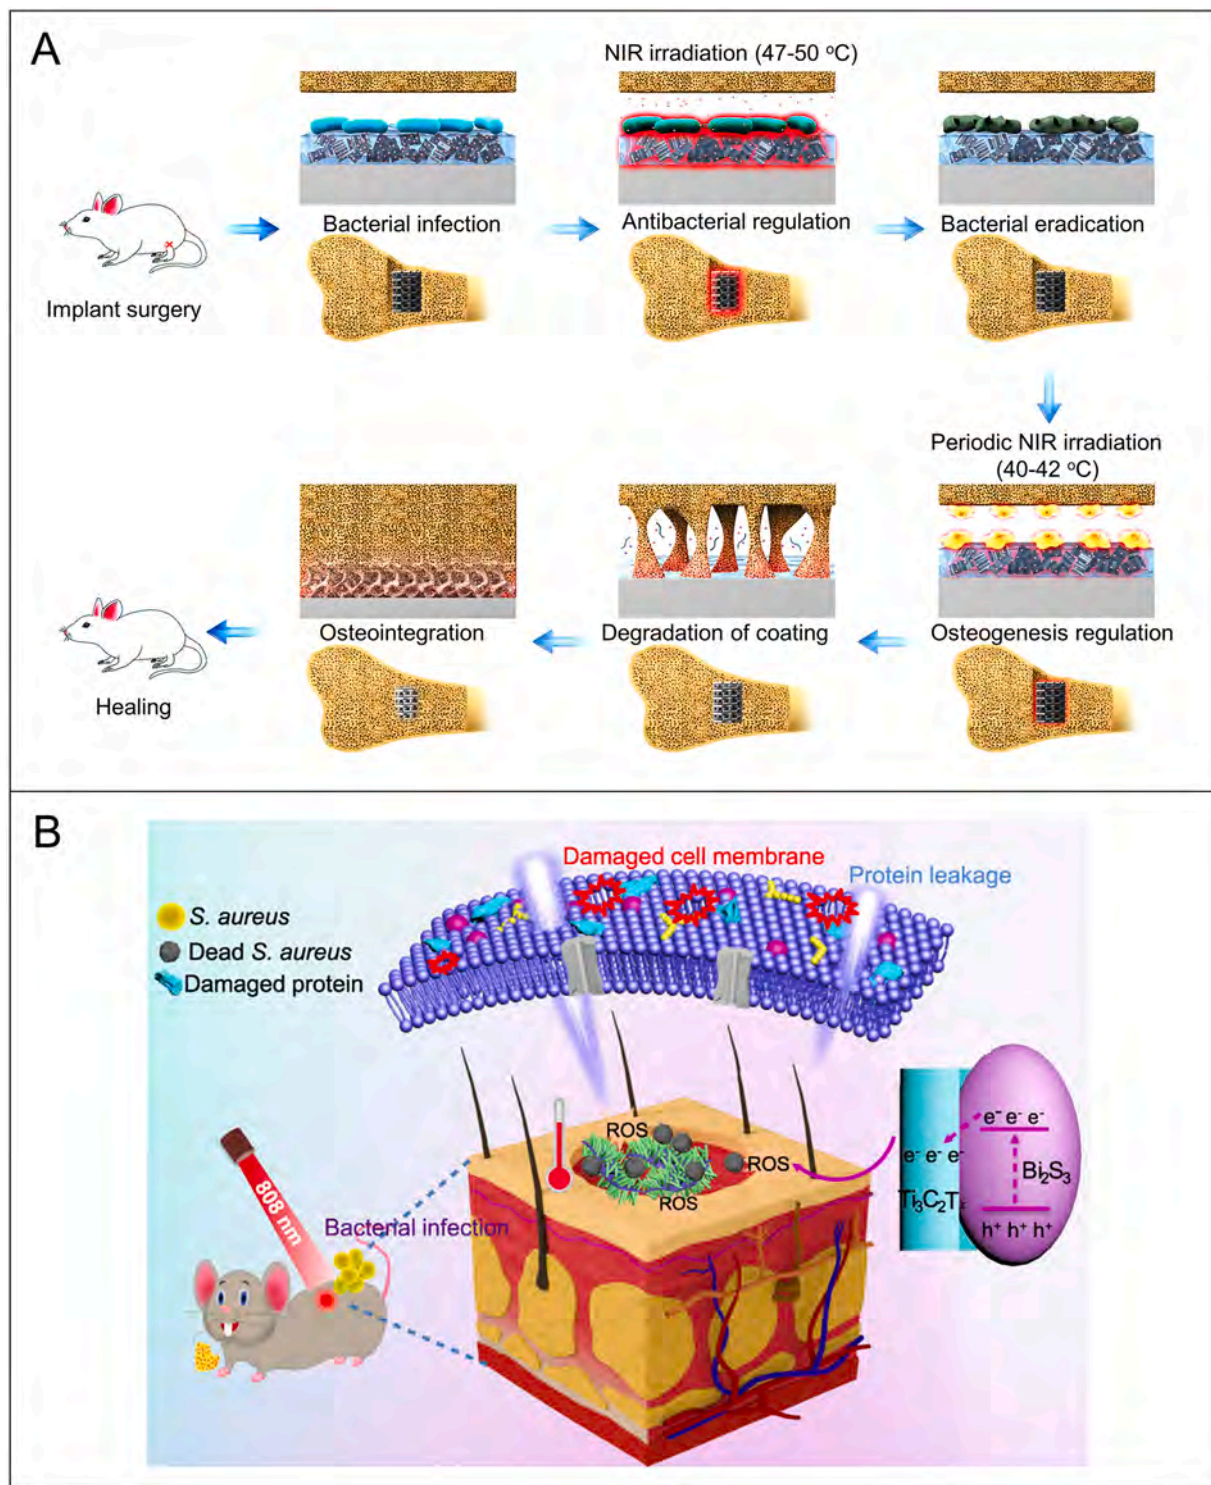 A
NIR irradiation (47-50 °C)
Bacterial infection
Antibacterial regulation
Bacterial eradication
Implant surgery
Periodic NIR irradiation
(40-42 °C)
Osteointegration
Degradation of coating
Osteogenesis regulation
Healing
B
Damaged cell membrane
Protein leakage
S. aureus
Dead S. aureus
Damaged protein
ROS
ROS
ROS
e⁻ e⁻ e⁻
e⁻ e⁻ e⁻
Bi₂S₃
Ti₃C₂Tₓ
h⁺ h⁺ h⁺
808 nm
Bacterial infection